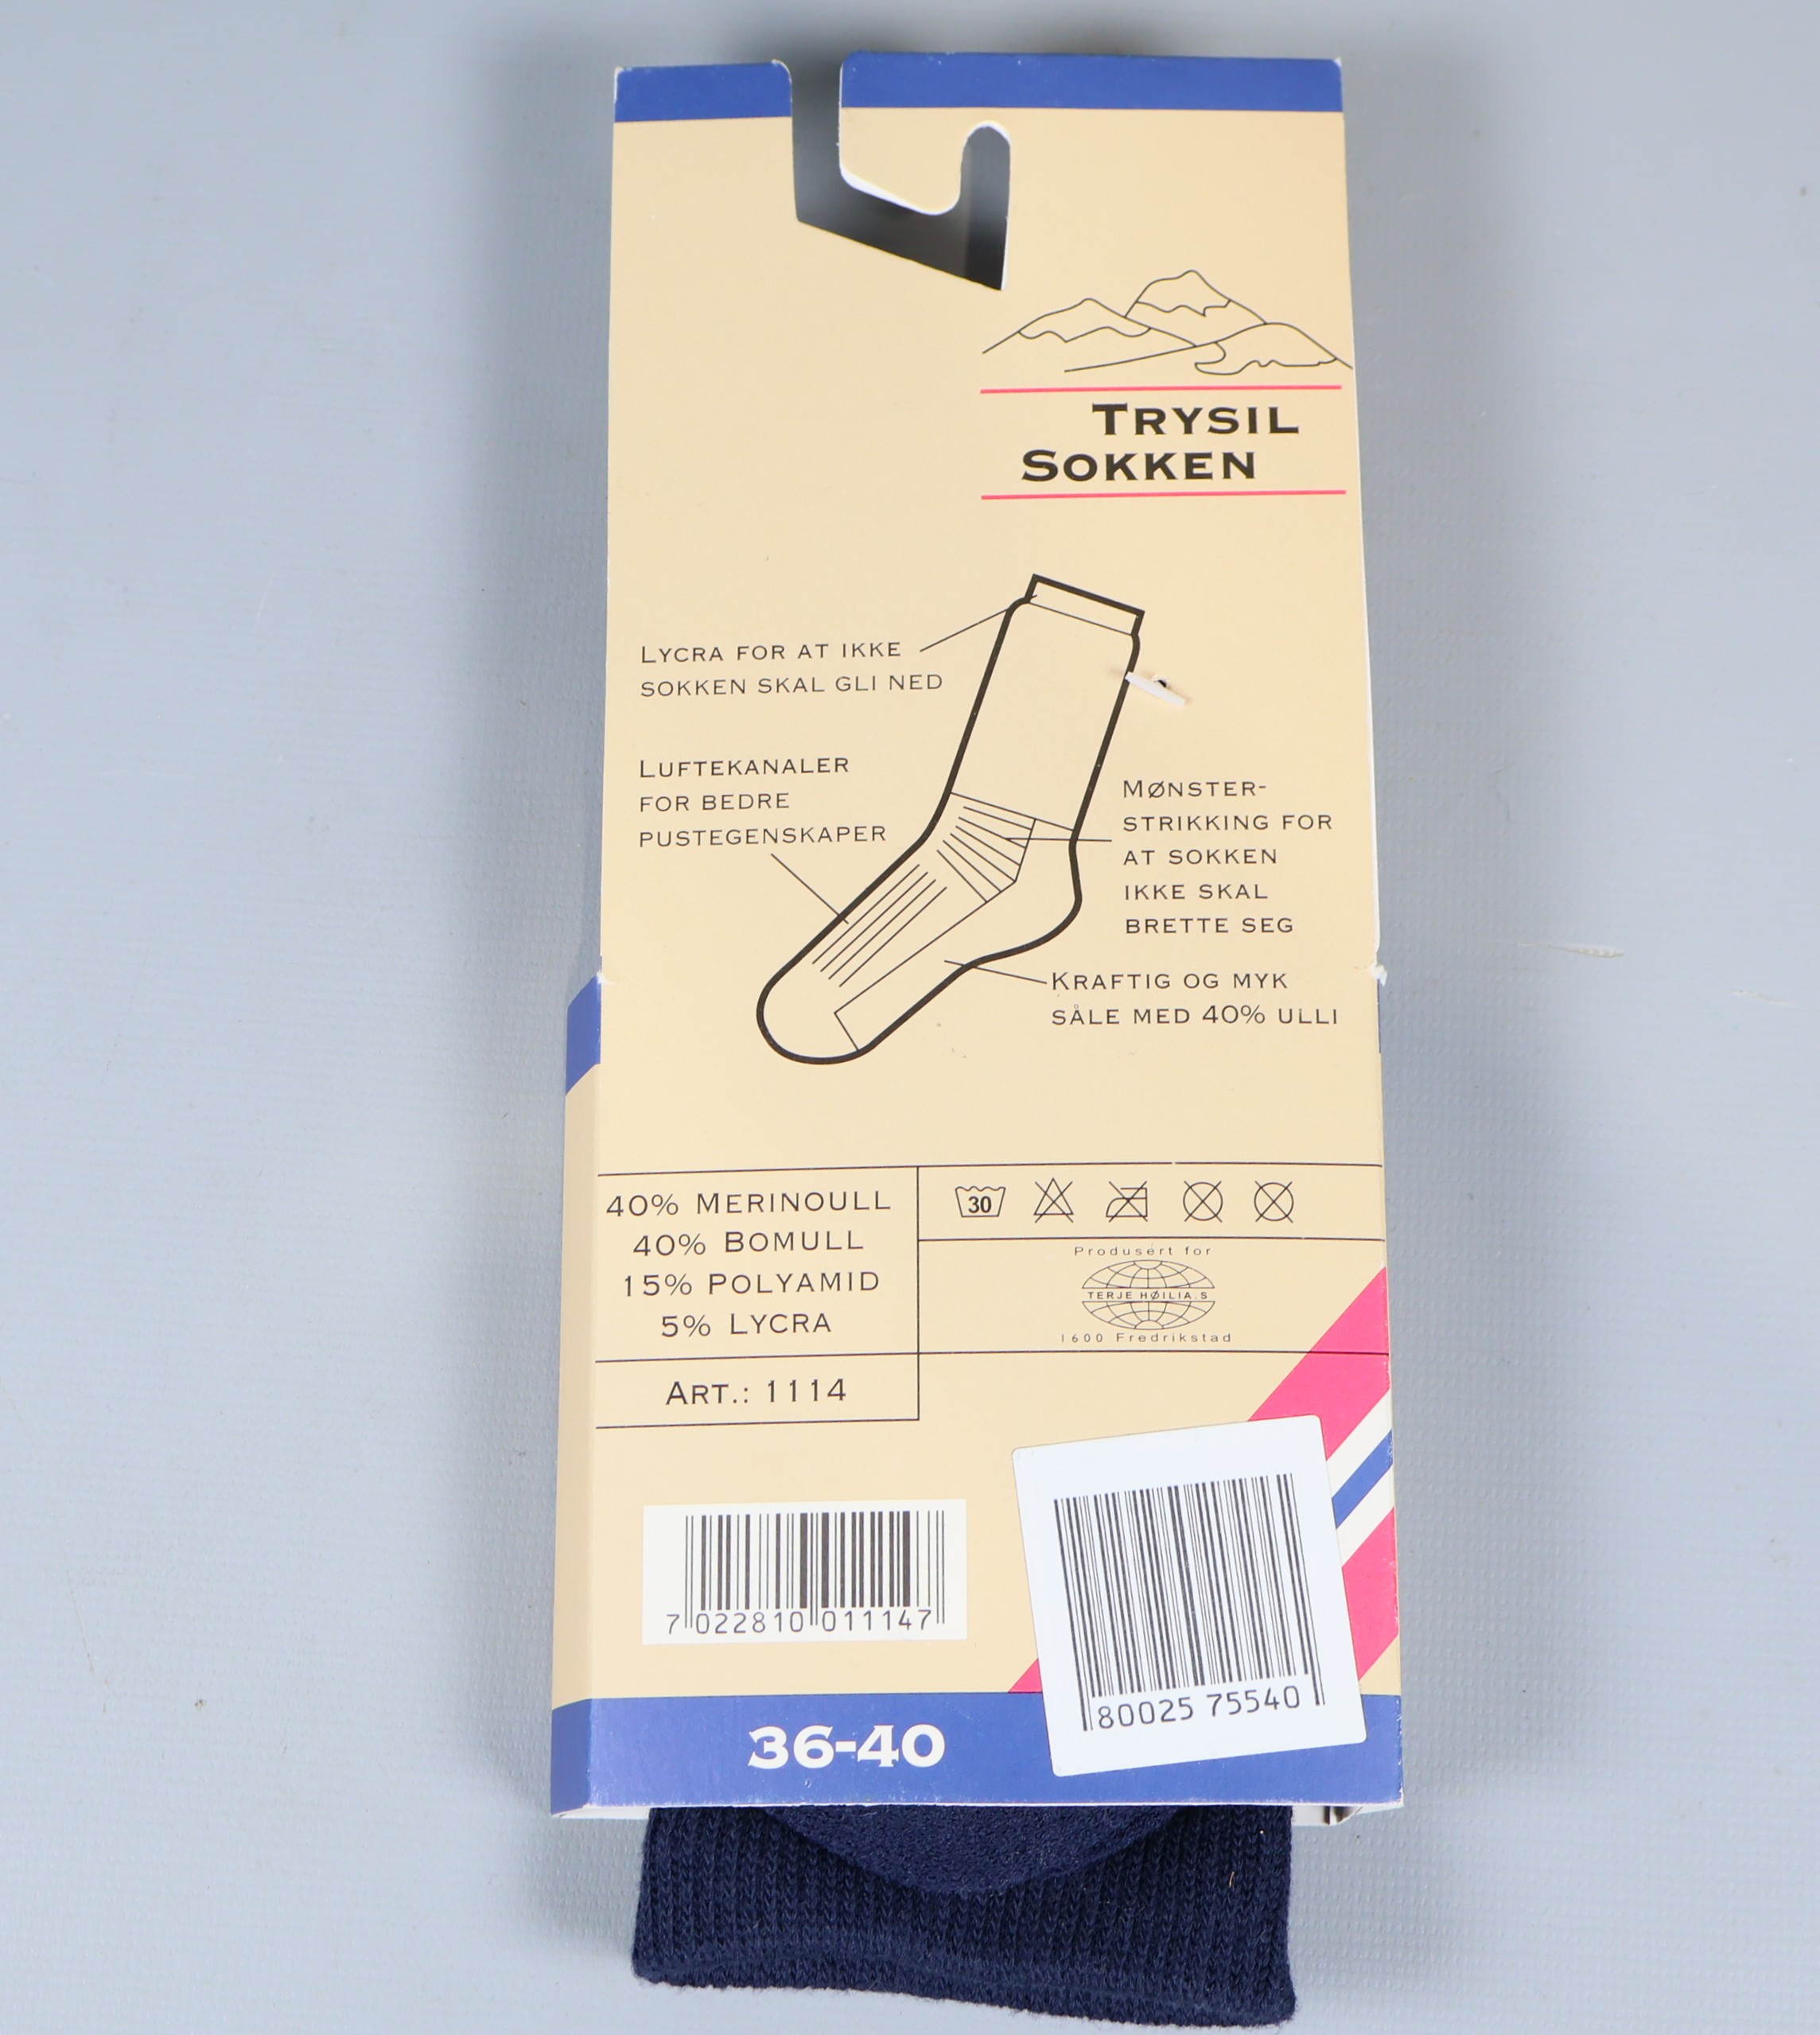 TRYSIL
SOKKEN
LYCRA FOR AT IKKE
SOKKEN SKAL GLI NED
LUFTEKANALER
FOR BEDRE
PUSTEGENSKAPER
MØNSTER-
STRIKKING FOR
AT SOKKEN
IKKE SKAL
BRETTE SEG
KRAFTIG OG MYK
SÅLE MED 40% ULLI
40% MERINOULL
40% BOMULL
15% POLYAMID
5% LYCRA
30
Produsert for
TERJE HØILIA.S
1600 Fredrikstad
ART.: 1114
7 022810 011147
80025 75540
36-40